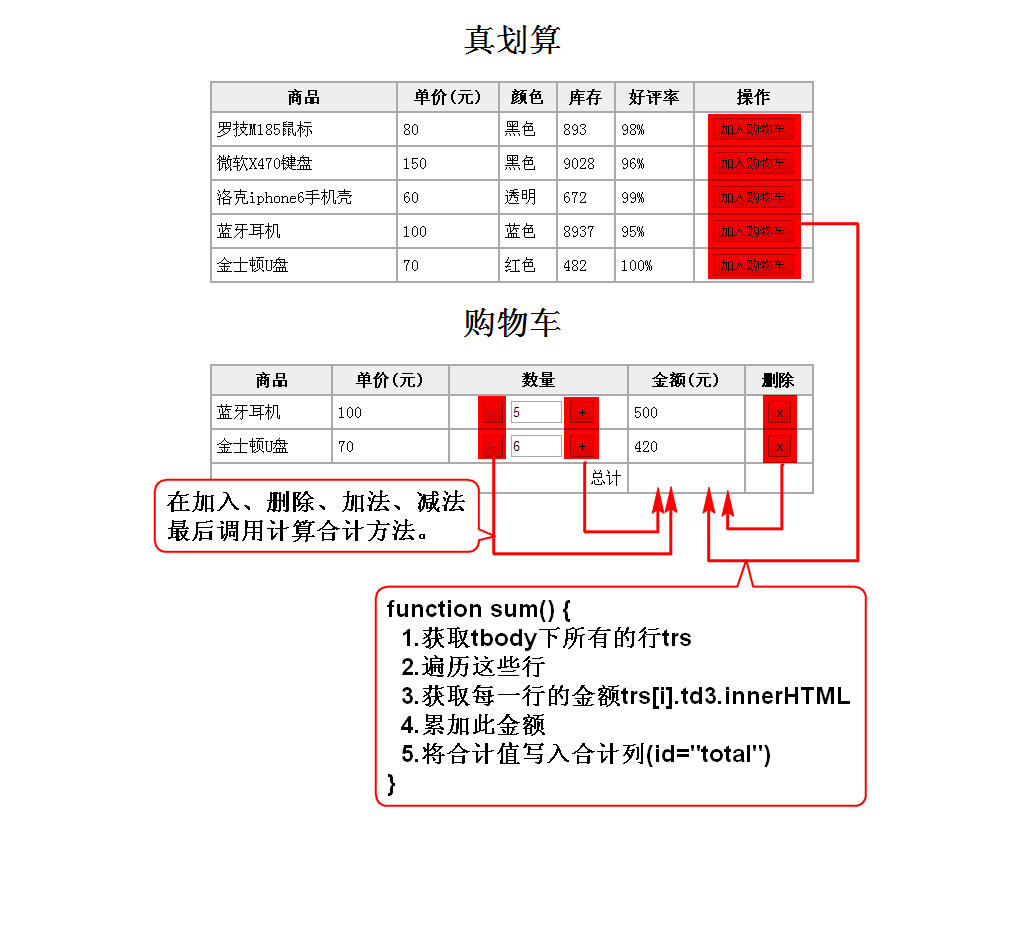 真划算
商品 单价(元) 颜色 库存 好评率 操作
罗技M185鼠标 80 黑色 893 98% 加入购物车
微软X470键盘 150 黑色 9028 96% 加入购物车
洛克iphone6手机壳 60 透明 672 99% 加入购物车
蓝牙耳机 100 蓝色 8937 95% 加入购物车
金士顿U盘 70 红色 482 100% 加入购物车
购物车
商品 单价(元) 数量 金额(元) 删除
蓝牙耳机 100 - 5 + 500 x
金士顿U盘 70 - 6 + 420 x
总计
在加入、删除、加法、减法
最后调用计算合计方法。
function sum() {
1.获取tbody下所有的行trs
2.遍历这些行
3.获取每一行的金额trs[i].td3.innerHTML
4.累加此金额
5.将合计值写入合计列(id="total")
}